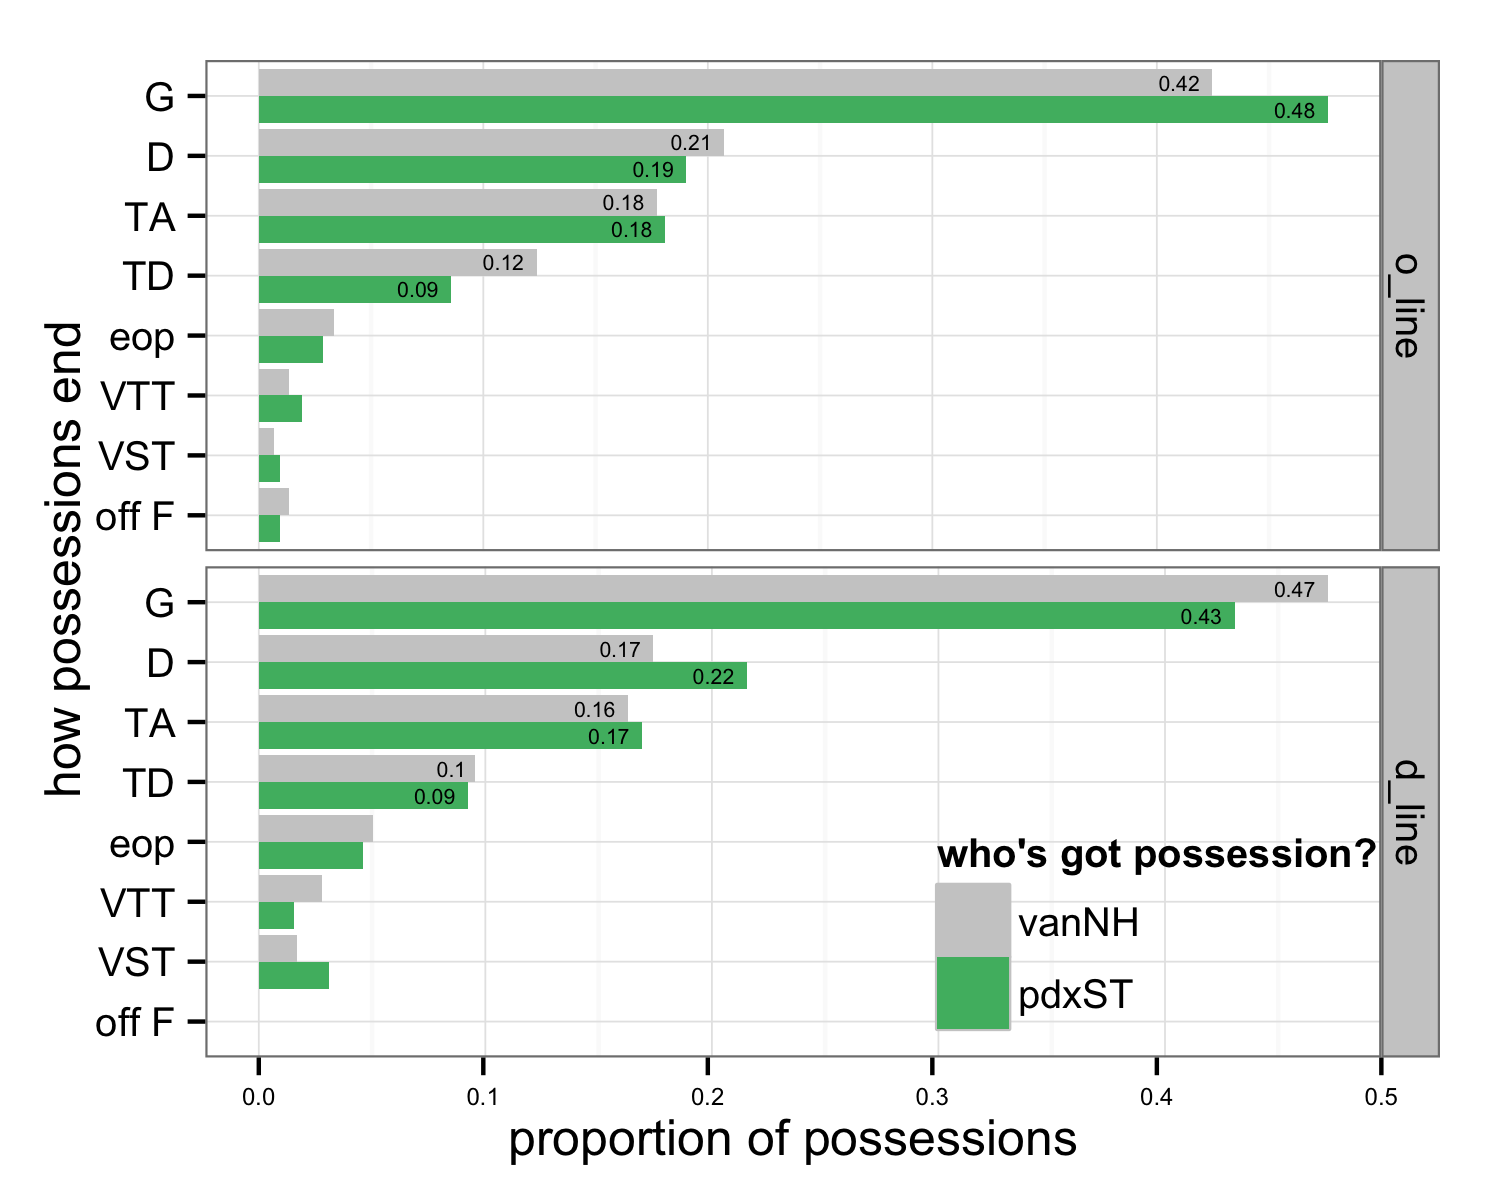 how possessions end
G
0.42
0.48
D
0.21
0.19
TA
0.18
0.18
TD
0.12
0.09
eop
VTT
VST
off F
o_line
G
0.47
0.43
D
0.17
0.22
TA
0.16
0.17
TD
0.1
0.09
eop
VTT
VST
off F
d_line
who's got possession?
vanNH
pdxST
0.0 0.1 0.2 0.3 0.4 0.5
proportion of possessions